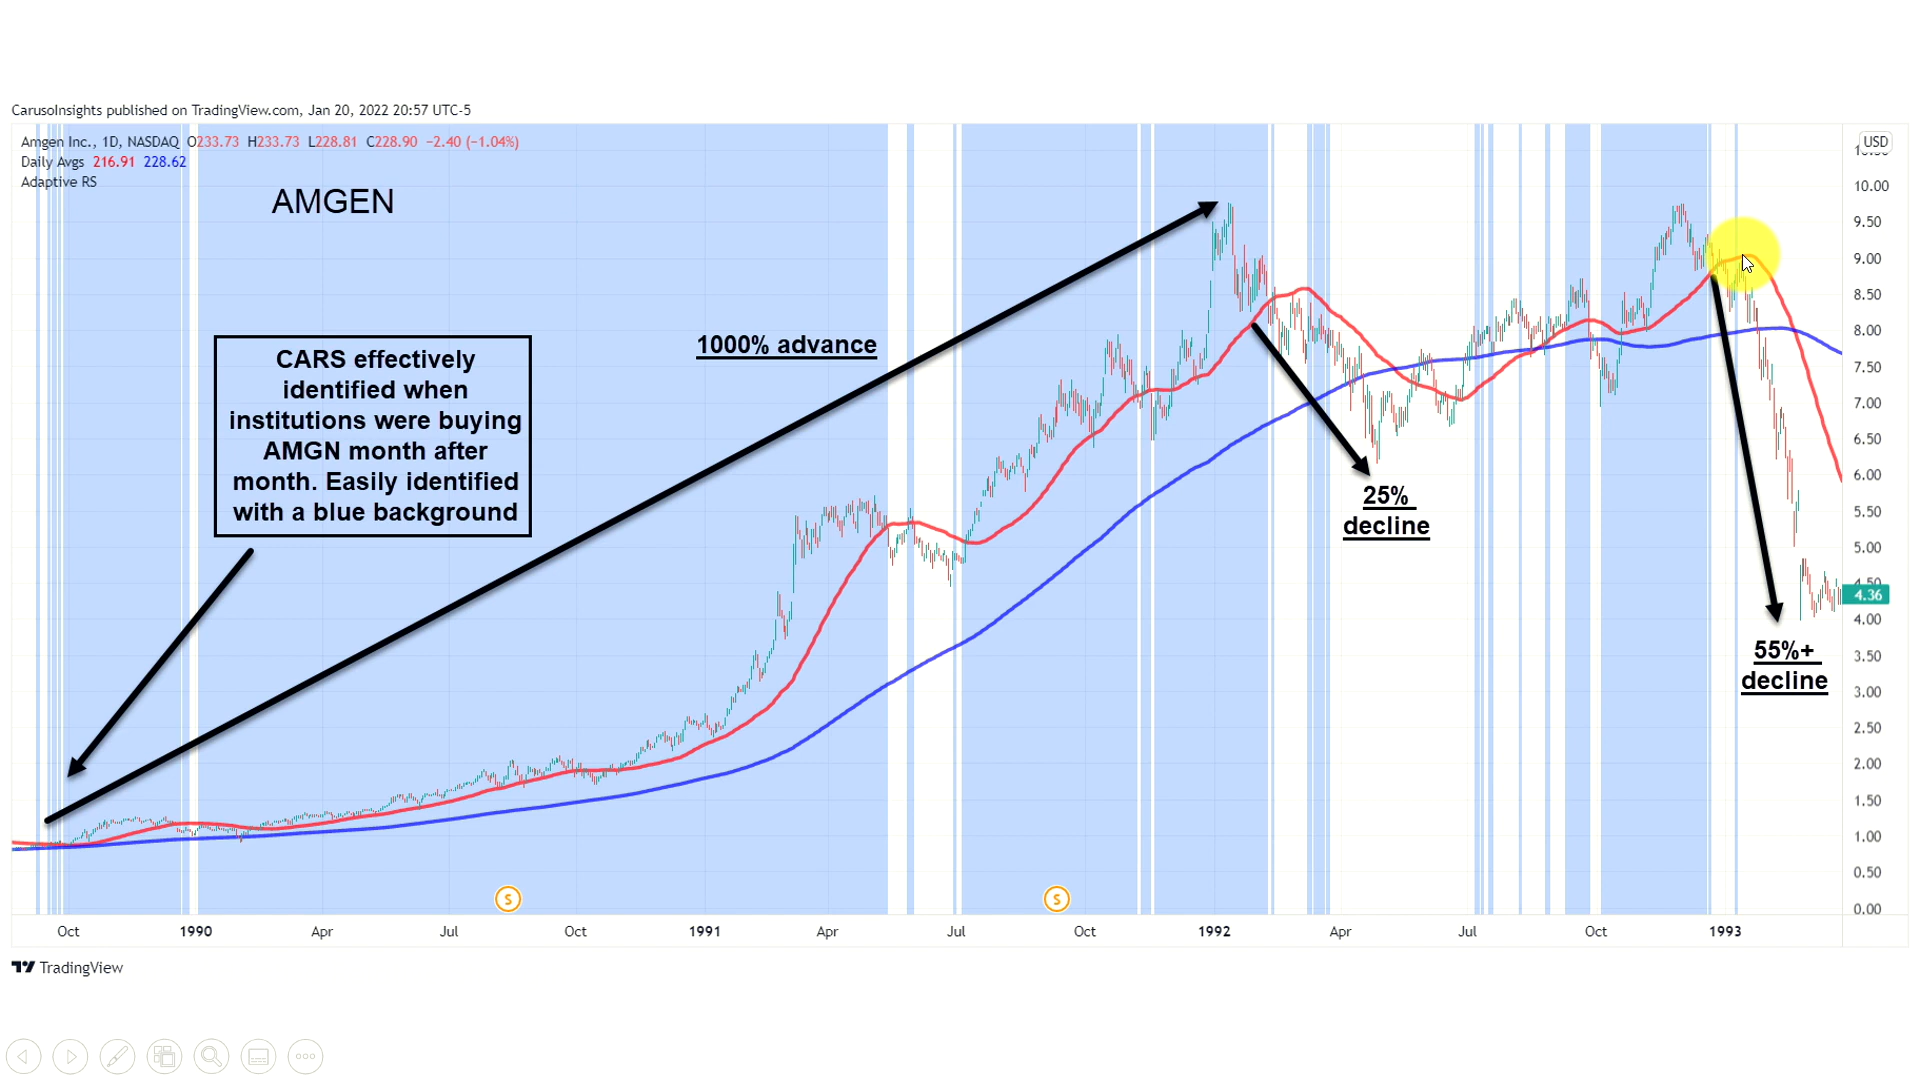 CarusoInsights published on TradingView.com, Jan 20, 2022 20:57 UTC-5
Amgen Inc., 1D, NASDAQ O233.73 H233.73 L228.81 C228.90 −2.40 (−1.04%)
Daily Avgs 216.91 228.62
Adaptive RS
AMGEN
CARS effectively
identified when
institutions were buying
AMGN month after
month. Easily identified
with a blue background
1000% advance
25%
decline
55%+
decline
USD
10.50
10.00
9.50
9.00
8.50
8.00
7.50
7.00
6.50
6.00
5.50
5.00
4.50
4.36
4.00
3.50
3.00
2.50
2.00
1.50
1.00
0.50
0.00
S S
Oct 1990 Apr Jul Oct 1991 Apr Jul Oct 1992 Apr Jul Oct 1993
TradingView